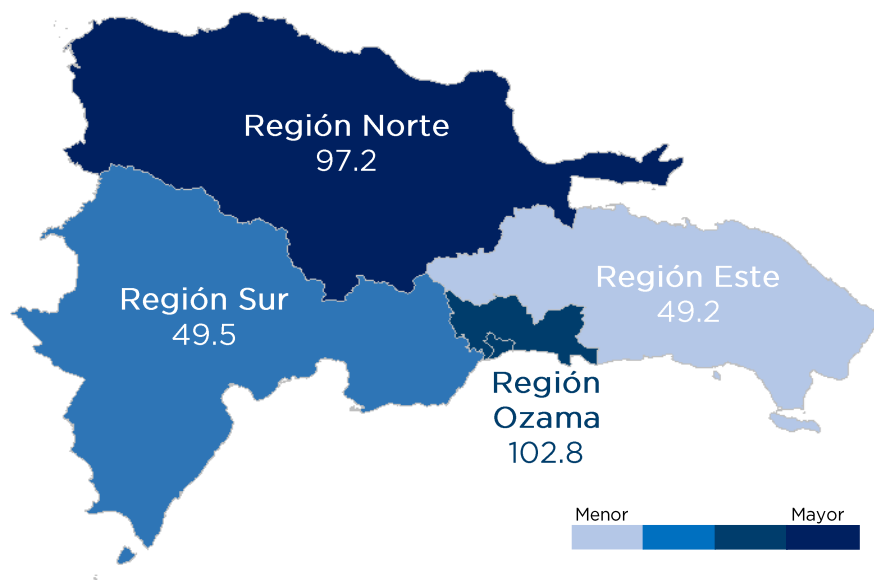 Región Norte
97.2
Región Sur
49.5
Región Este
49.2
Región
Ozama
102.8
Menor
Mayor